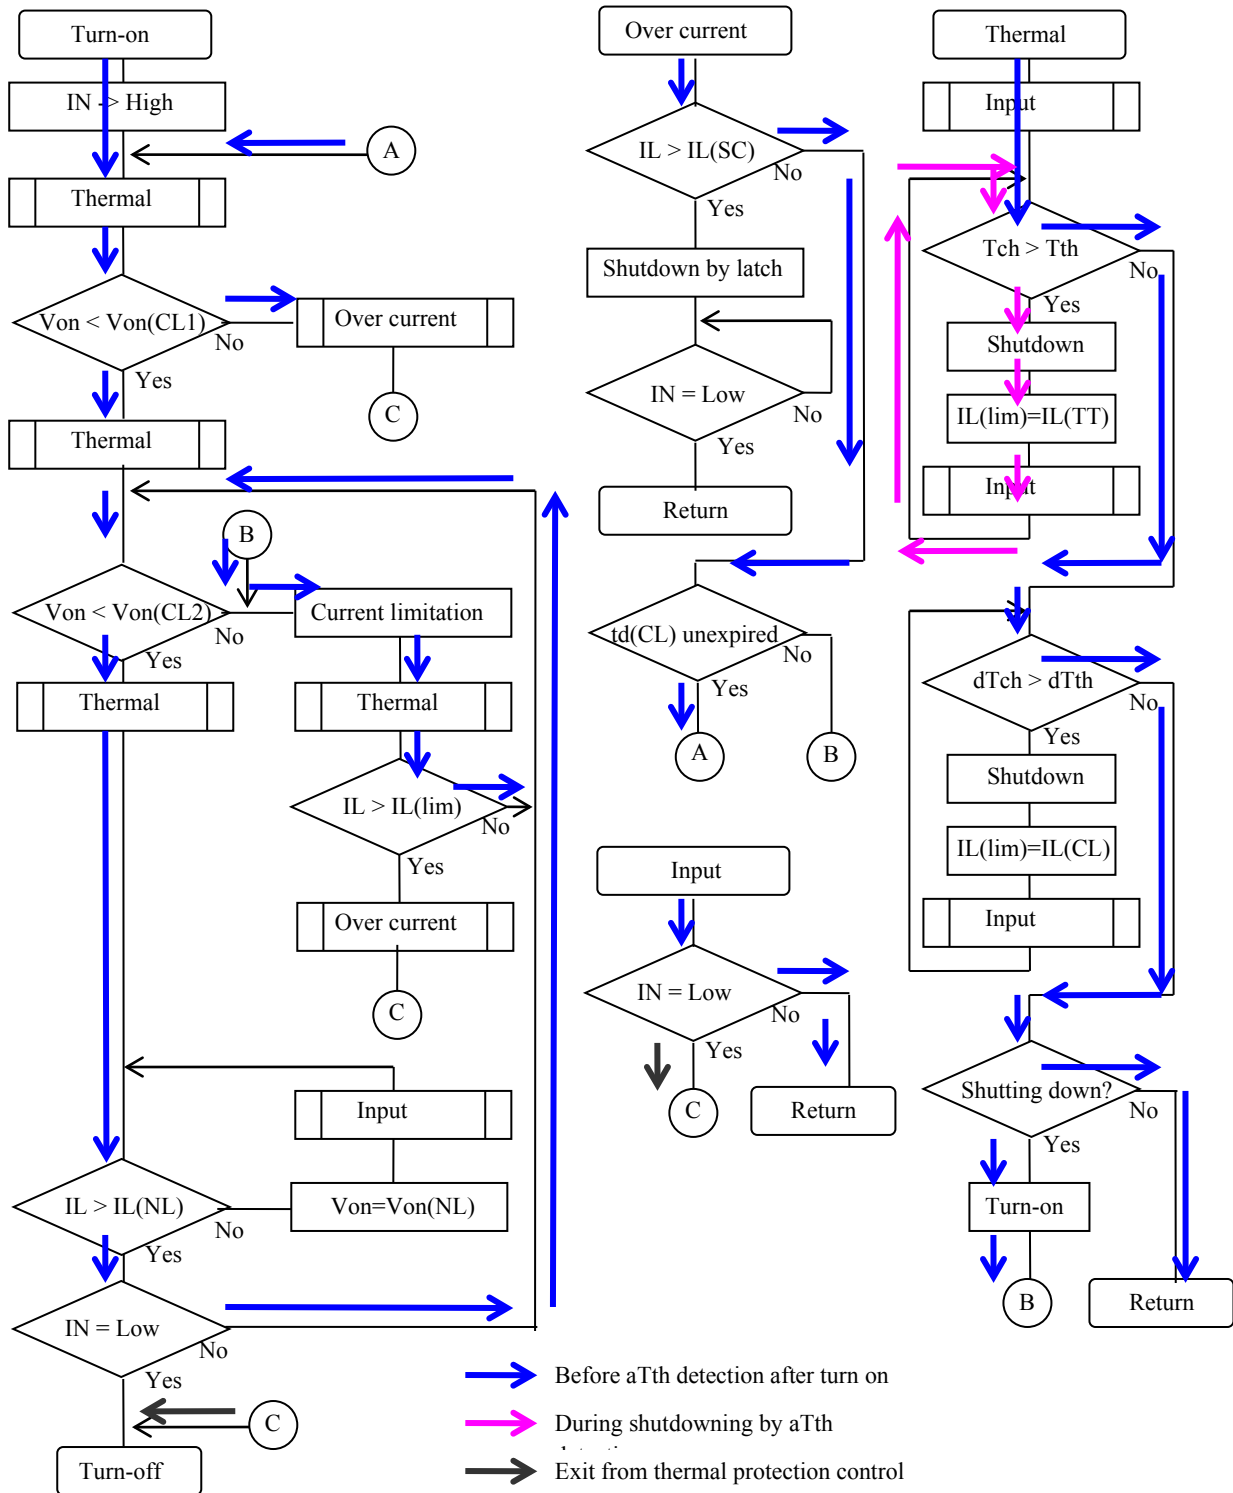 Turn-on
IN -> High
A
Thermal
Von < Von(CL1)
No
Yes
Over current
C
Thermal
B
Von < Von(CL2)
No
Yes
Current limitation
Thermal
Thermal
IL > IL(lim)
No
Yes
Over current
C
Input
Von=Von(NL)
IL > IL(NL)
No
Yes
IN = Low
No
Yes
C
Turn-off
Over current
IL > IL(SC)
No
Yes
Shutdown by latch
IN = Low
No
Yes
Return
td(CL) unexpired
No
Yes
A
B
Input
IN = Low
No
Yes
C
Return
Thermal
Input
Tch > Tth
No
Yes
Shutdown
IL(lim)=IL(TT)
Input
dTch > dTth
No
Yes
Shutdown
IL(lim)=IL(CL)
Input
Shutting down?
No
Yes
Turn-on
B
Return
Before aTth detection after turn on
During shutdowning by aTth
Exit from thermal protection control